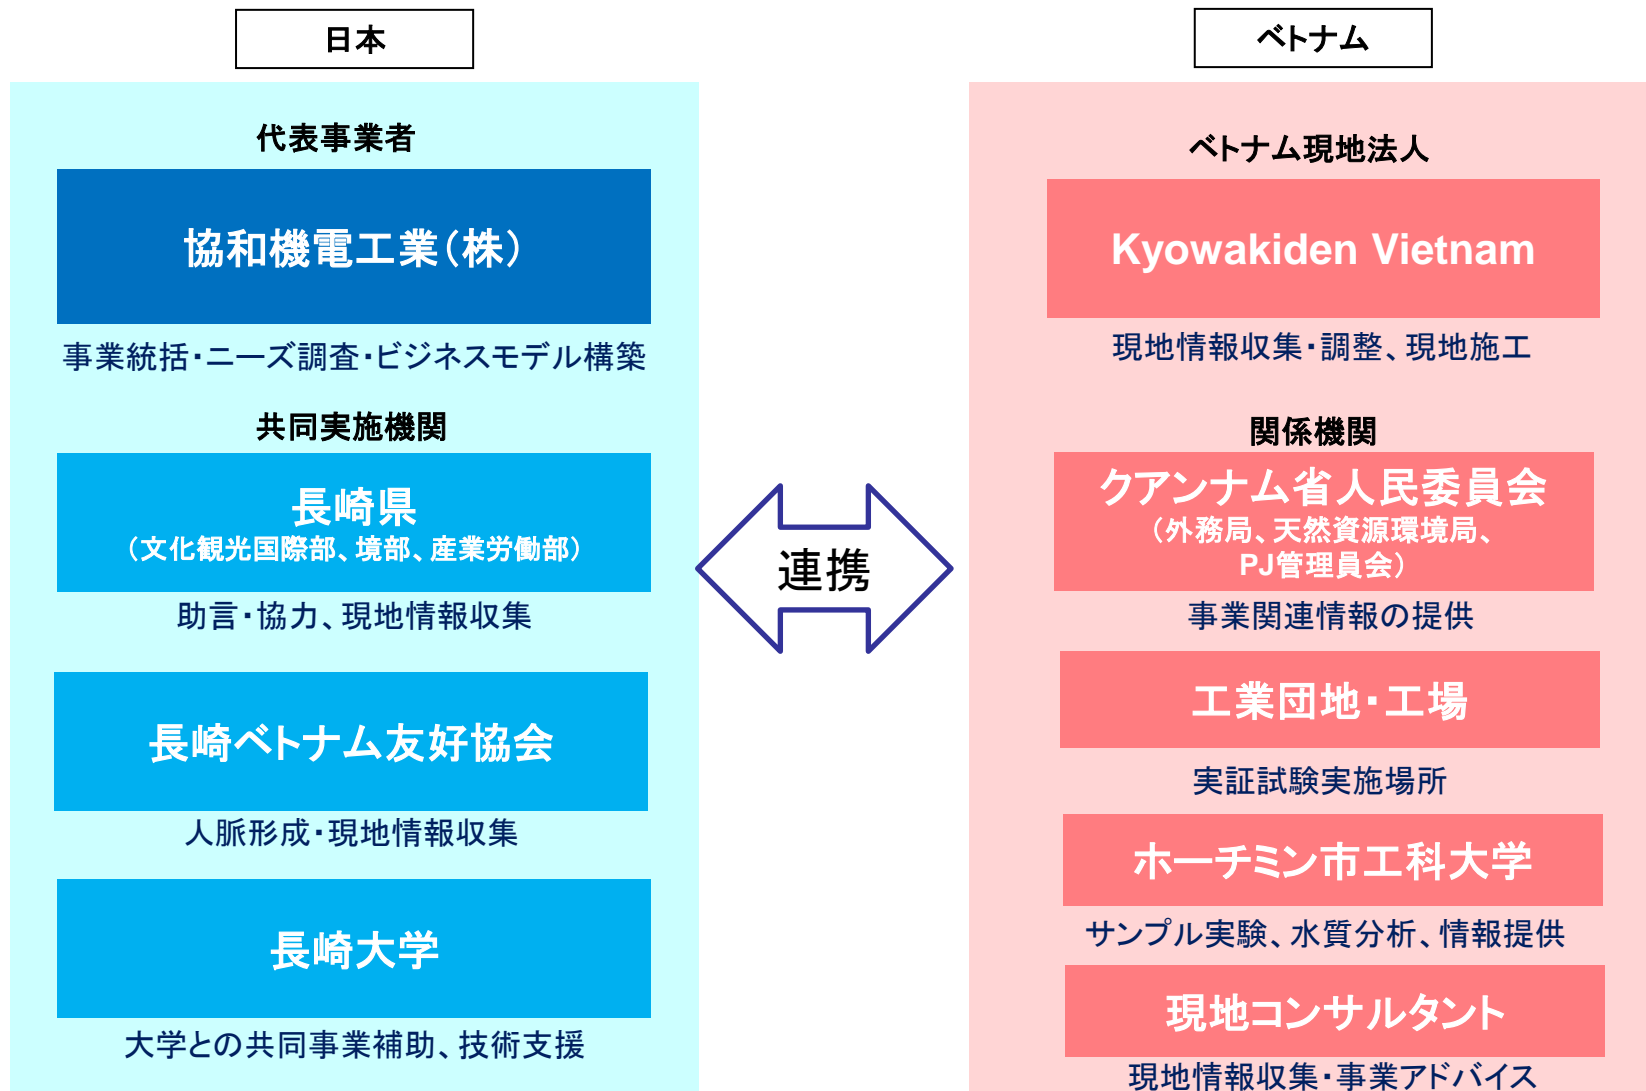 日本
代表事業者
協和機電工業（株）
事業統括・ニーズ調査・ビジネスモデル構築
共同実施機関
長崎県
（文化観光国際部、境部、産業労働部）
助言・協力、現地情報収集
長崎ベトナム友好協会
人脈形成・現地情報収集
長崎大学
大学との共同事業補助、技術支援
連携
ベトナム
ベトナム現地法人
Kyowakiden Vietnam
現地情報収集・調整、現地施工
関係機関
クアンナム省人民委員会
（外務局、天然資源環境局、
PJ管理員会）
事業関連情報の提供
工業団地・工場
実証試験実施場所
ホーチミン市工科大学
サンプル実験、水質分析、情報提供
現地コンサルタント
現地情報収集・事業アドバイス